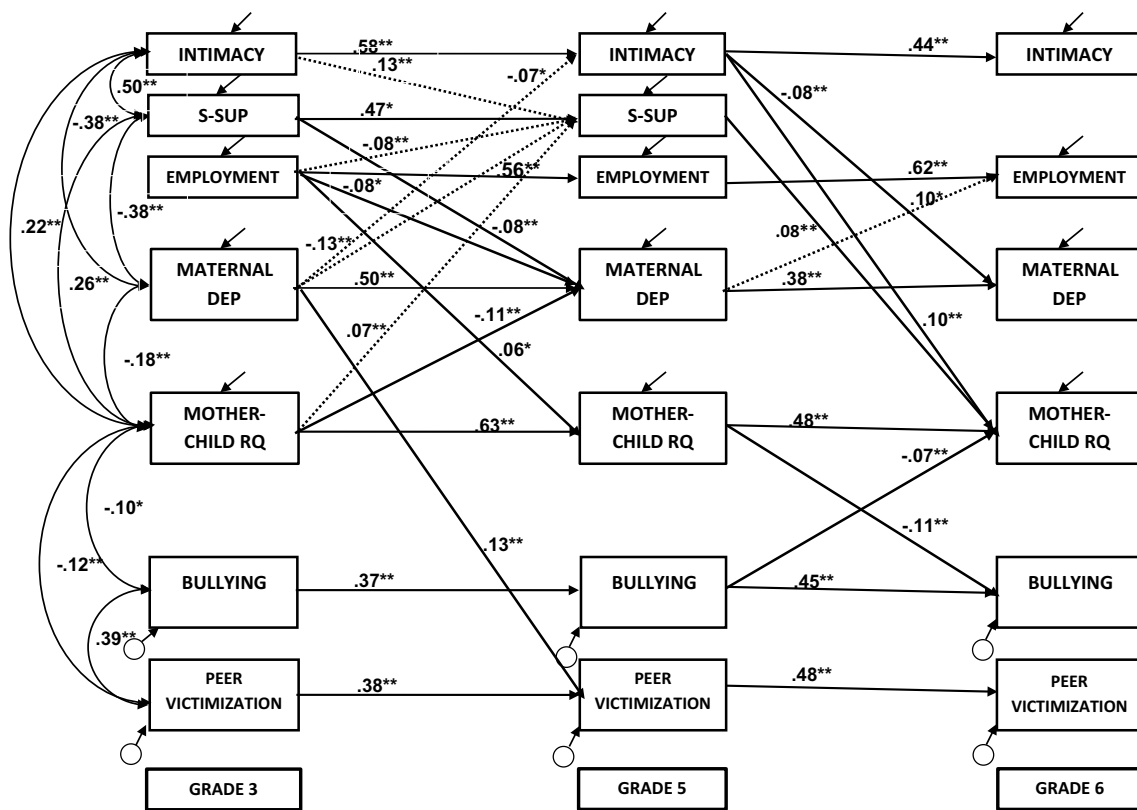 INTIMACY .58** INTIMACY .44** INTIMACY
.13** -.07*
.50** -.08**
S-SUP .47* S-SUP
-.38**
-.08**
EMPLOYMENT .56** EMPLOYMENT .62** EMPLOYMENT
-.08* .10*
-.38**
.22** -.08**
-.13** .08**
MATERNAL
DEP
.50**
MATERNAL
DEP
.38**
MATERNAL
DEP
.26**
-.11**
.07** .10**
.06*
-.18**
MOTHER-
CHILD RQ
.63**
MOTHER-
CHILD RQ
.48**
MOTHER-
CHILD RQ
-.07**
-.10*
-.11**
.13**
-.12**
BULLYING .37** BULLYING .45** BULLYING
.39**
PEER
VICTIMIZATION
.38**
PEER
VICTIMIZATION
.48**
PEER
VICTIMIZATION
GRADE 3 GRADE 5 GRADE 6